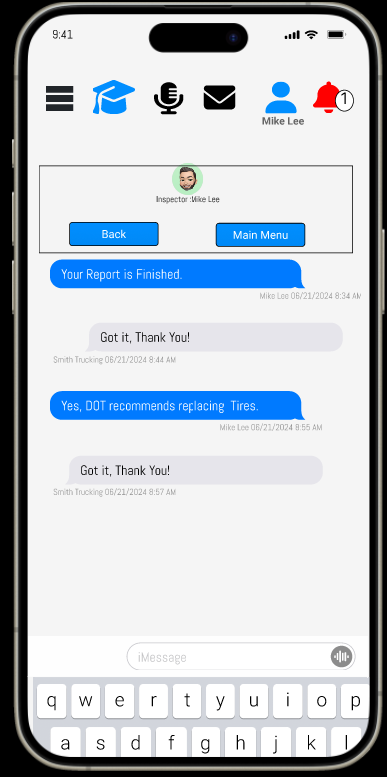 9:41
1
Mike Lee
Inspector :Mike Lee
Back
Main Menu
Your Report is Finished.
Mike Lee 06/21/2024 8:34 AM
Got it, Thank You!
Smith Trucking 06/21/2024 8:44 AM
Yes, DOT recommends replacing Tires.
Mike Lee 06/21/2024 8:55 AM
Got it, Thank You!
Smith Trucking 06/21/2024 8:57 AM
iMessage
q w e r t y u i o p
a s d f g h j k l